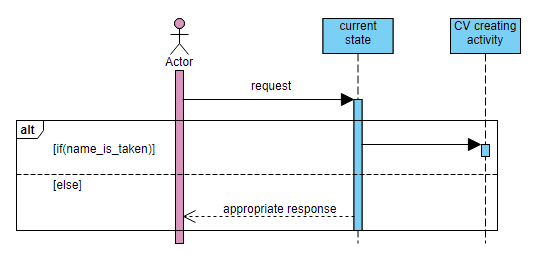 current
state
CV creating
activity
Actor
request
alt
[if(name_is_taken)]
[else]
appropriate response